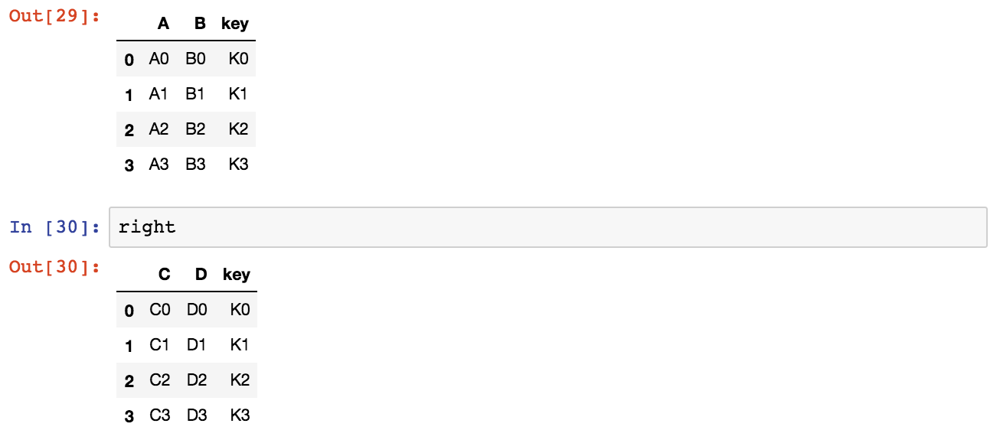 Out[29]:
A B key
0 A0 B0 K0
1 A1 B1 K1
2 A2 B2 K2
3 A3 B3 K3
In [30]: right
Out[30]:
C D key
0 C0 D0 K0
1 C1 D1 K1
2 C2 D2 K2
3 C3 D3 K3